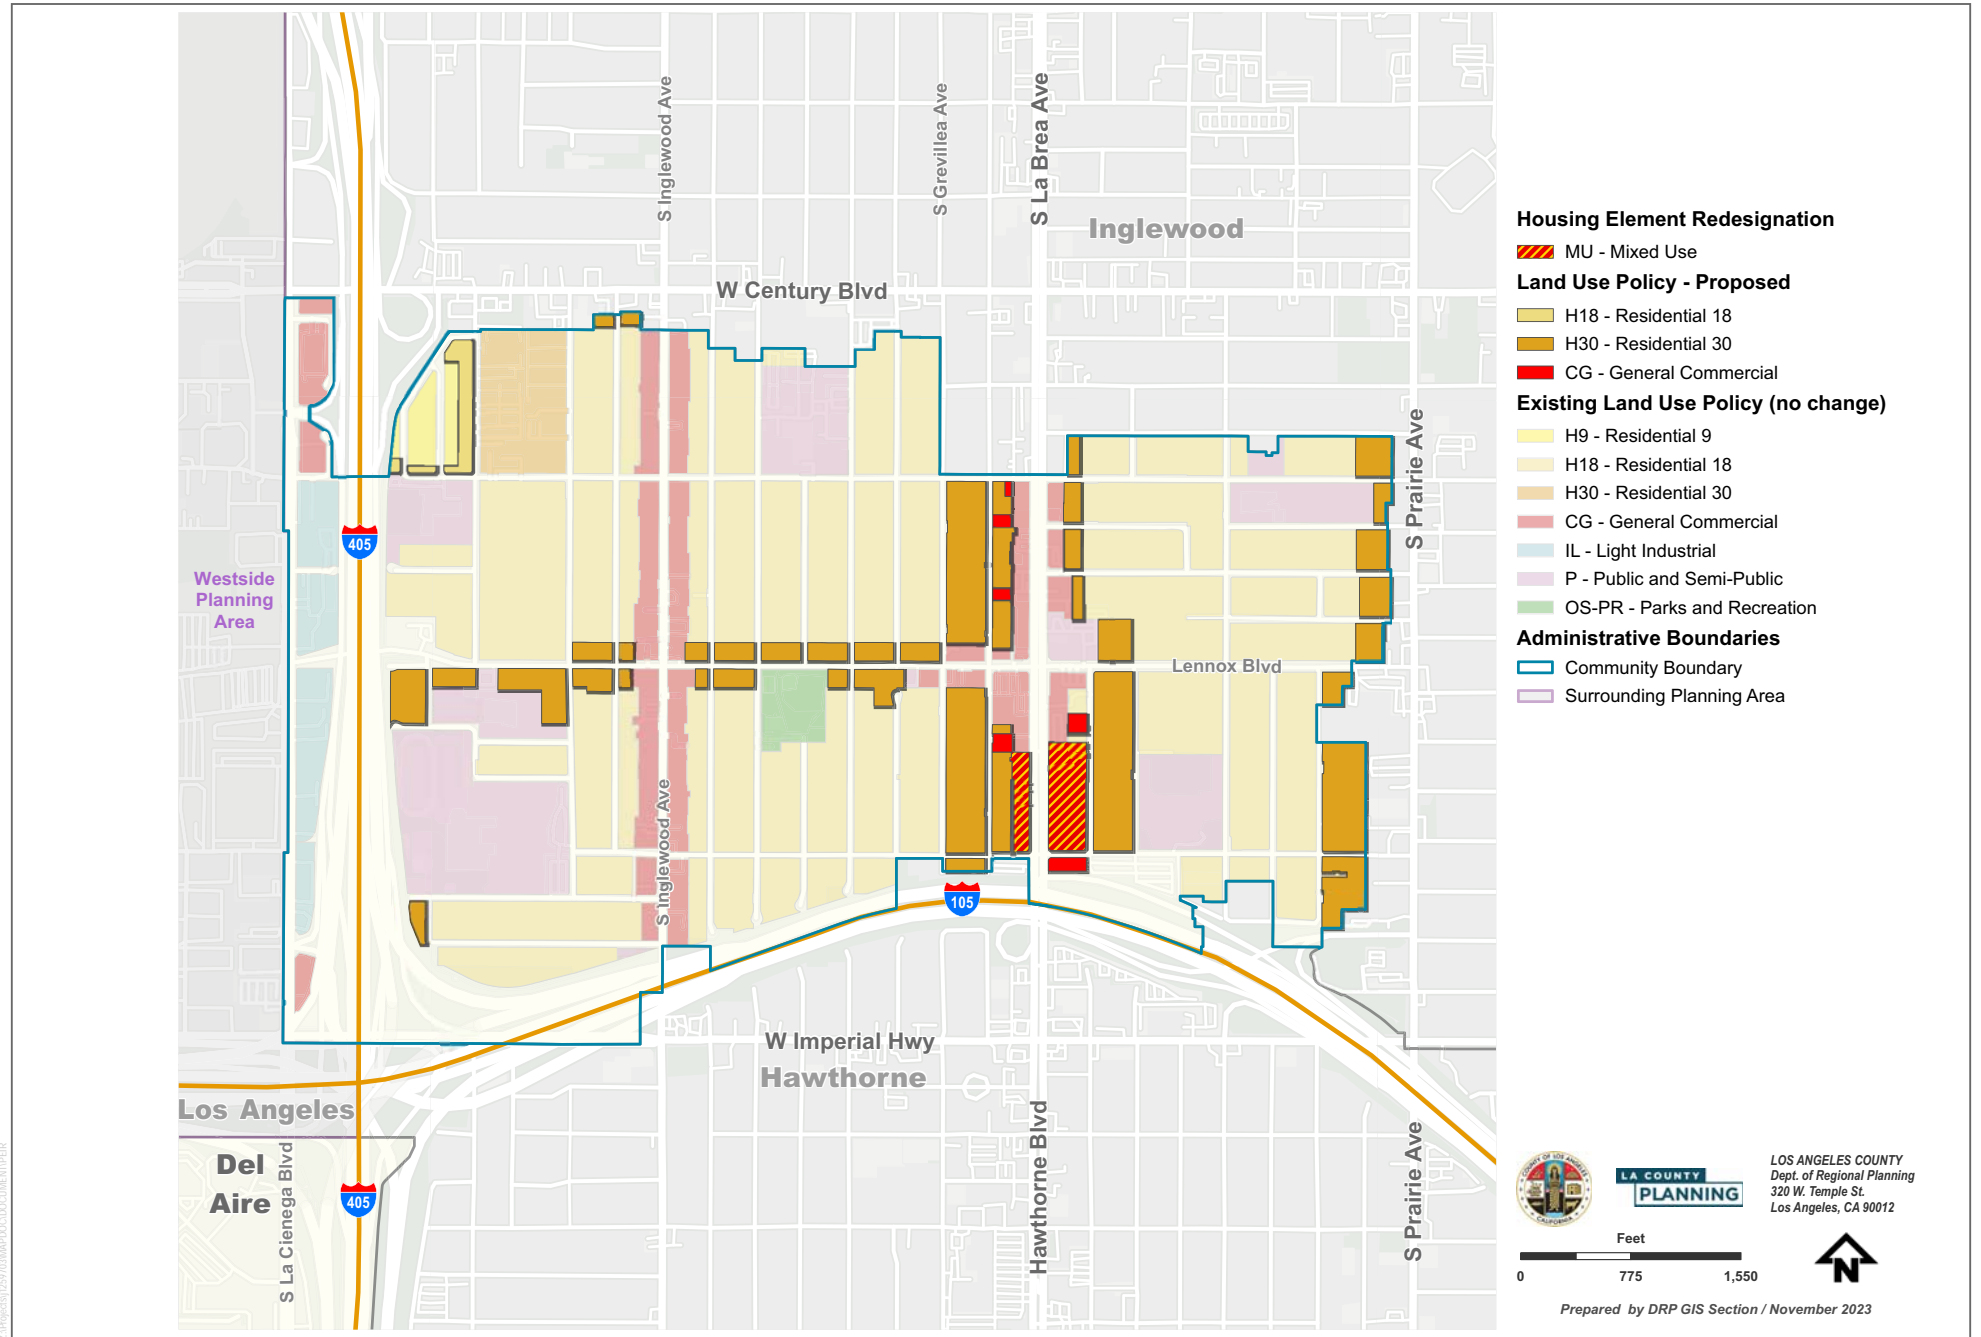 S Inglewood Ave
S Grevillea Ave
S La Brea Ave
Inglewood
W Century Blvd
S Prairie Ave
405
Westside
Planning
Area
Lennox Blvd
S Inglewood Ave
105
W Imperial Hwy
Hawthorne
Los Angeles
Del
Aire
S La Cienega Blvd
405
Hawthorne Blvd
S Prairie Ave
Housing Element Redesignation
MU - Mixed Use
Land Use Policy - Proposed
H18 - Residential 18
H30 - Residential 30
CG - General Commercial
Existing Land Use Policy (no change)
H9 - Residential 9
H18 - Residential 18
H30 - Residential 30
CG - General Commercial
IL - Light Industrial
P - Public and Semi-Public
OS-PR - Parks and Recreation
Administrative Boundaries
Community Boundary
Surrounding Planning Area
COUNTY OF LOS ANGELES
CALIFORNIA
LA COUNTY
PLANNING
LOS ANGELES COUNTY
Dept. of Regional Planning
320 W. Temple St.
Los Angeles, CA 90012
Feet
0 775 1,550
N
Prepared by DRP GIS Section / November 2023